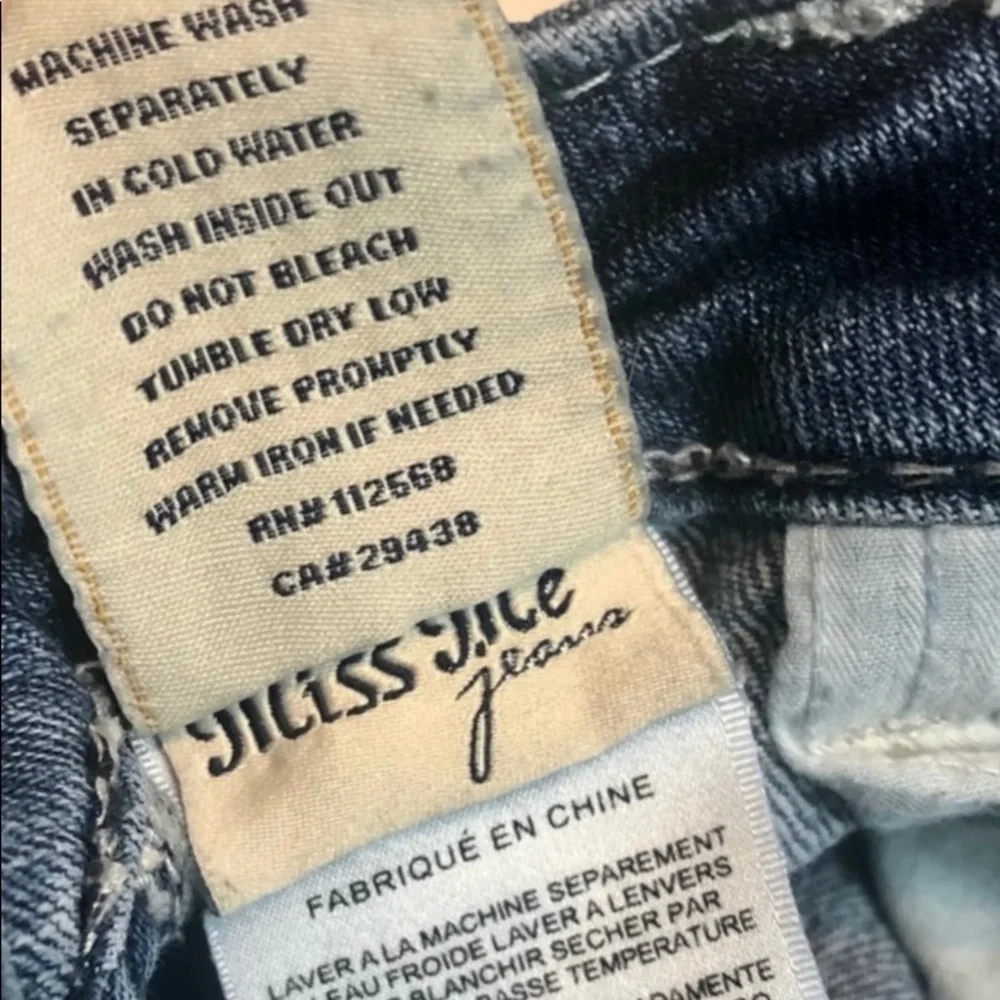 MACHINE WASH
SEPARATELY
IN COLD WATER
WASH INSIDE OUT
DO NOT BLEACH
TUMBLE DRY LOW
REMOVE PROMPTLY
WARM IRON IF NEEDED
RN#112568
CA#29438
Miss Me
jeans
FABRIQUÉ EN CHINE
LAVER A LA MACHINE SEPAREMENT
EAU FROIDE LAVER A LENVERS
BLANCHIR SECHER PAR
BASSE TEMPERATURE